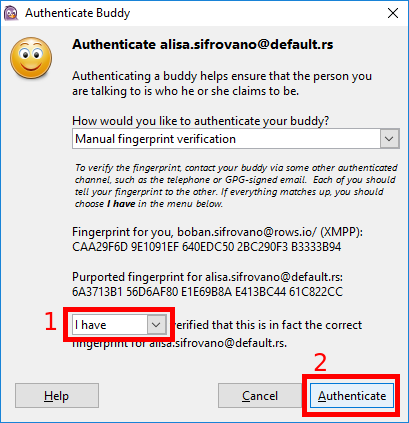 Authenticate Buddy
Authenticate alisa.sifrovano@default.rs
Authenticating a buddy helps ensure that the person you
are talking to is who he or she claims to be.
How would you like to authenticate your buddy?
Manual fingerprint verification
To verify the fingerprint, contact your buddy via some other authenticated
channel, such as the telephone or GPG-signed email. Each of you should
tell your fingerprint to the other. If everything matches up, you should
choose I have in the menu below.
Fingerprint for you, boban.sifrovano@rows.io/ (XMPP):
CAA29F6D 9E1091EF 640EDC50 2BC290F3 B3333B94
Purported fingerprint for alisa.sifrovano@default.rs:
6A3713B1 56D6AF80 E1E69B8A E413BC44 61C822CC
1 I have verified that this is in fact the correct
fingerprint for alisa.sifrovano@default.rs.
2
Help Cancel Authenticate